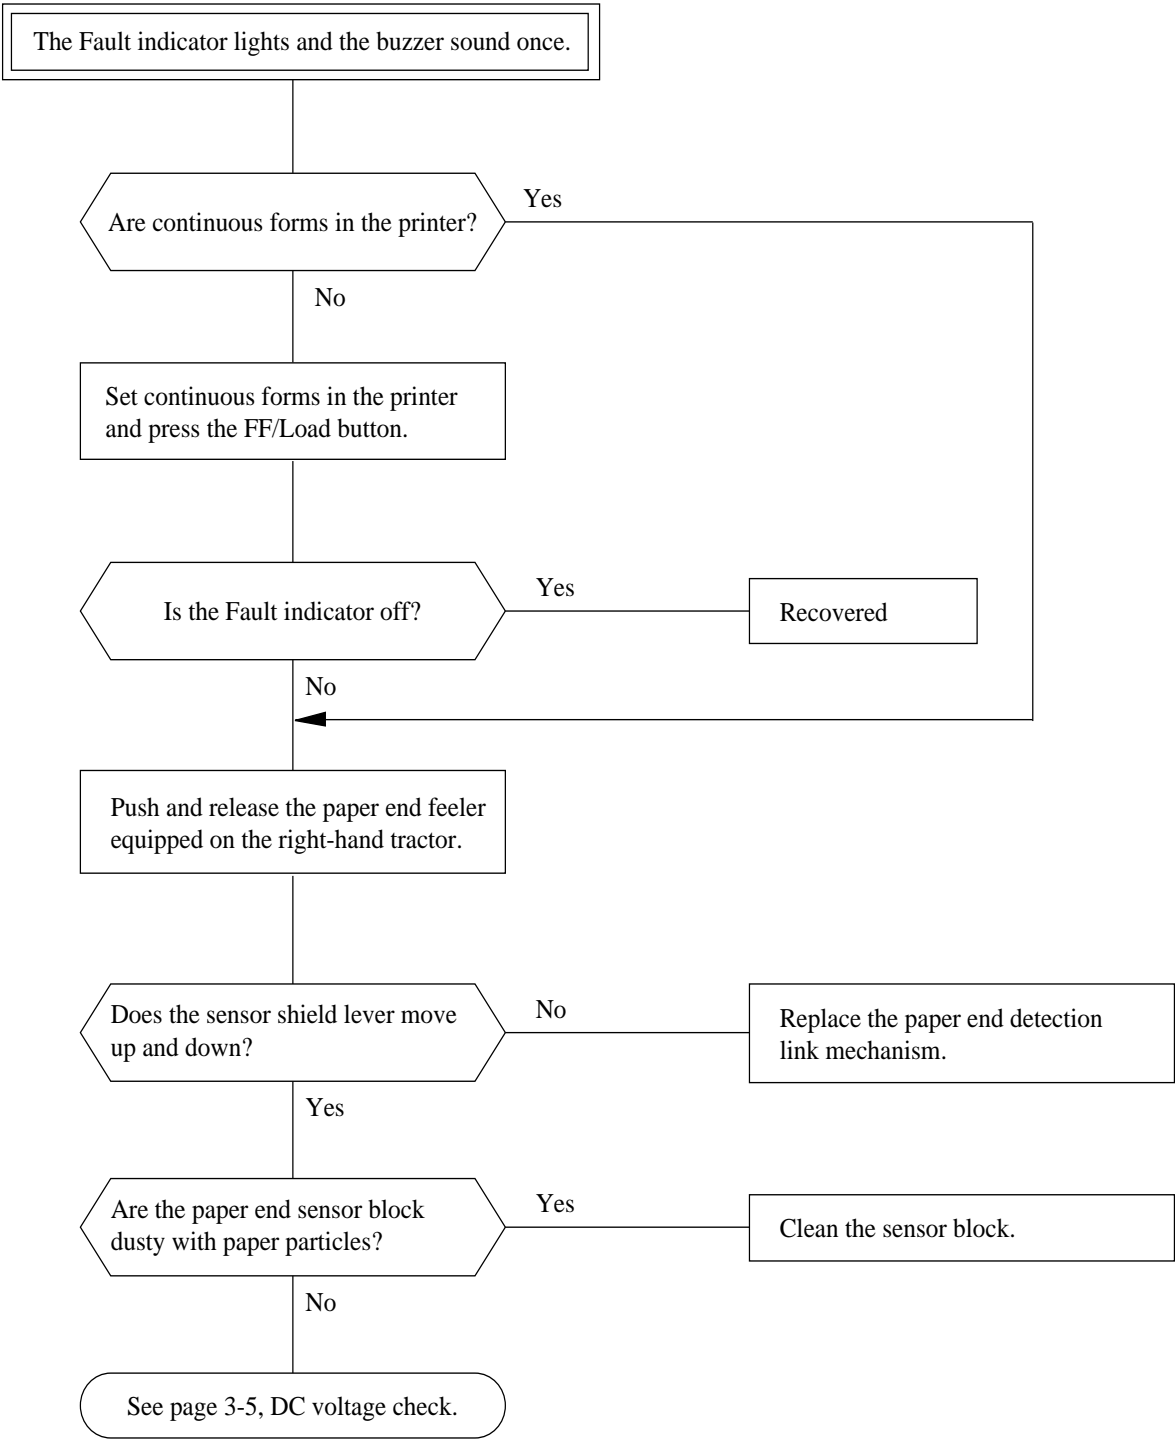 The Fault indicator lights and the buzzer sound once.
Are continuous forms in the printer?
Yes
No
Set continuous forms in the printer
and press the FF/Load button.
Is the Fault indicator off?
Yes
Recovered
No
Push and release the paper end feeler
equipped on the right-hand tractor.
Does the sensor shield lever move
up and down?
No
Replace the paper end detection
link mechanism.
Yes
Are the paper end sensor block
dusty with paper particles?
Yes
Clean the sensor block.
No
See page 3-5, DC voltage check.